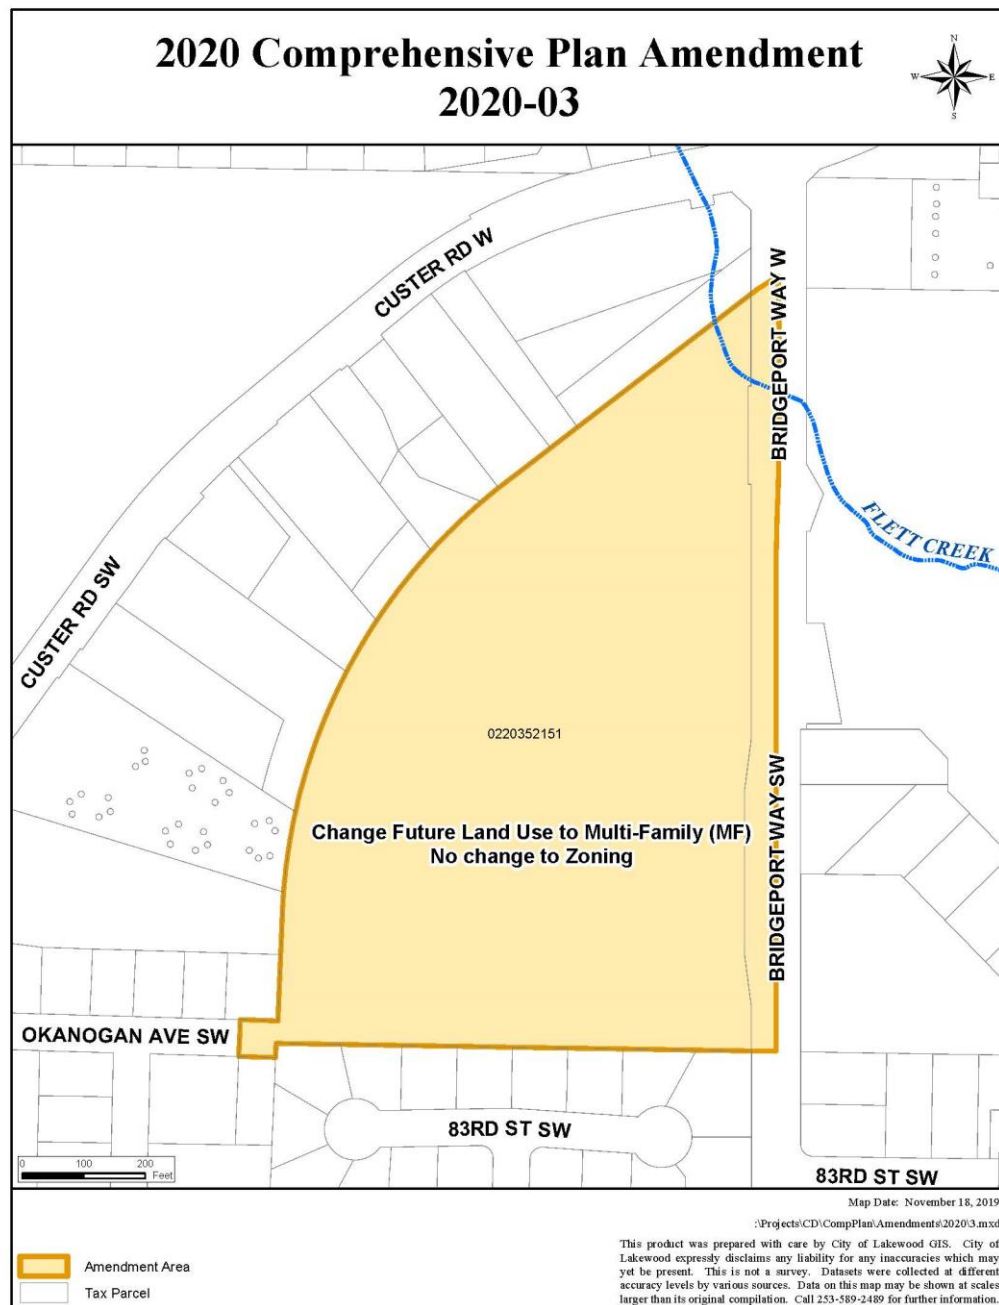 2020 Comprehensive Plan Amendment
2020-03
N
W
E
S
CUSTER RD W
BRIDGEPORT WAY W
FLETT CREEK
CUSTER RD SW
0220352151
BRIDGEPORT WAY SW
Change Future Land Use to Multi-Family (MF)
No change to Zoning
OKANOGAN AVE SW
83RD ST SW
83RD ST SW
0 100 200
Feet
Map Date: November 18, 2019
:\Projects\CD\CompPlan\Amendments\2020\3.mxd
This product was prepared with care by City of Lakewood GIS. City of
Lakewood expressly disclaims any liability for any inaccuracies which may
yet be present. This is not a survey. Datasets were collected at different
accuracy levels by various sources. Data on this map may be shown at scales
larger than its original compilation. Call 253-589-2489 for further information.
Amendment Area
Tax Parcel